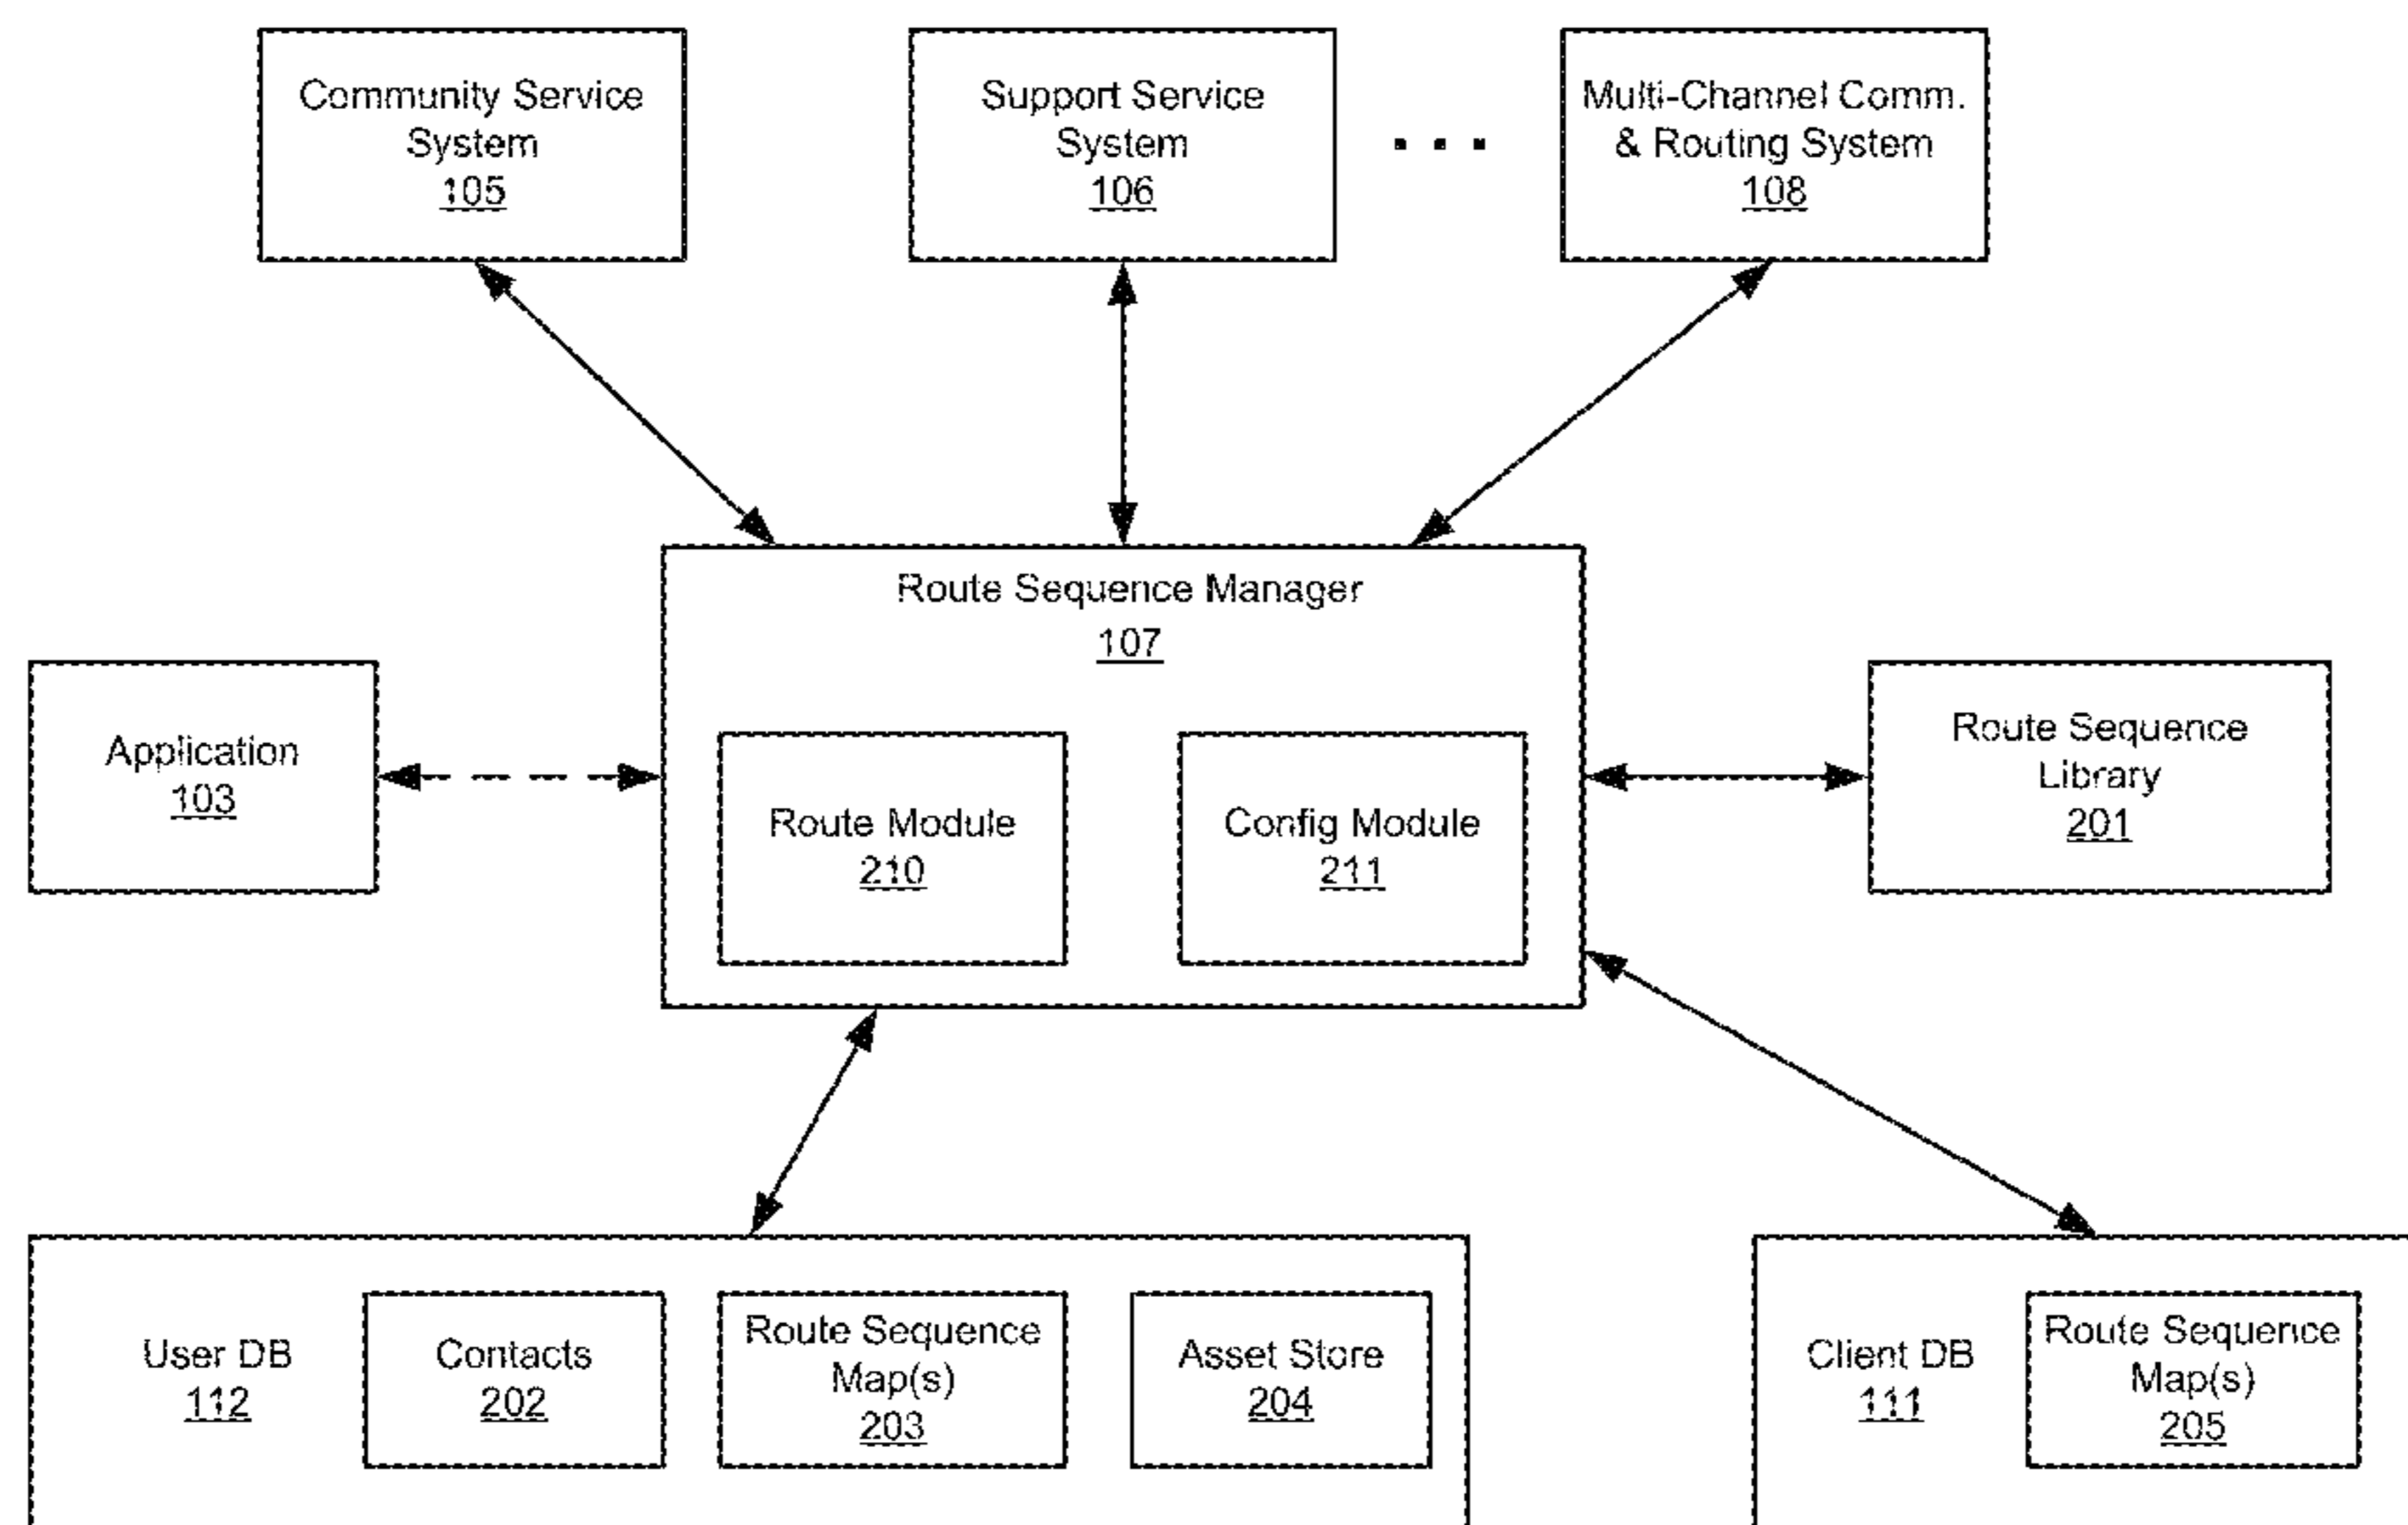 Community Service
System
105
Support Service
System
106
. . .
Multi-Channel Comm.
& Routing System
108
Route Sequence Manager
107
Application
103
Route Module
210
Config Module
211
Route Sequence
Library
201
User DB
112
Contacts
202
Route Sequence
Map(s)
203
Asset Store
204
Client DB
111
Route Sequence
Map(s)
205